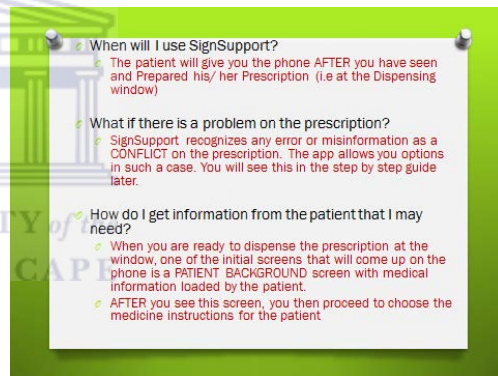 When will I use SignSupport?
The patient will give you the phone AFTER you have seen
and Prepared his/ her Prescription (i.e at the Dispensing
window)
What if there is a problem on the prescription?
SignSupport recognizes any error or misinformation as a
CONFLICT on the prescription. The app allows you options
in such a case. You will see this in the step by step guide
later.
How do I get information from the patient that I may
need?
When you are ready to dispense the prescription at the
window, one of the initial screens that will come up on the
phone is a PATIENT BACKGROUND screen with medical
information loaded by the patient.
AFTER you see this screen, you then proceed to choose the
medicine instructions for the patient
TY of the
CAPE